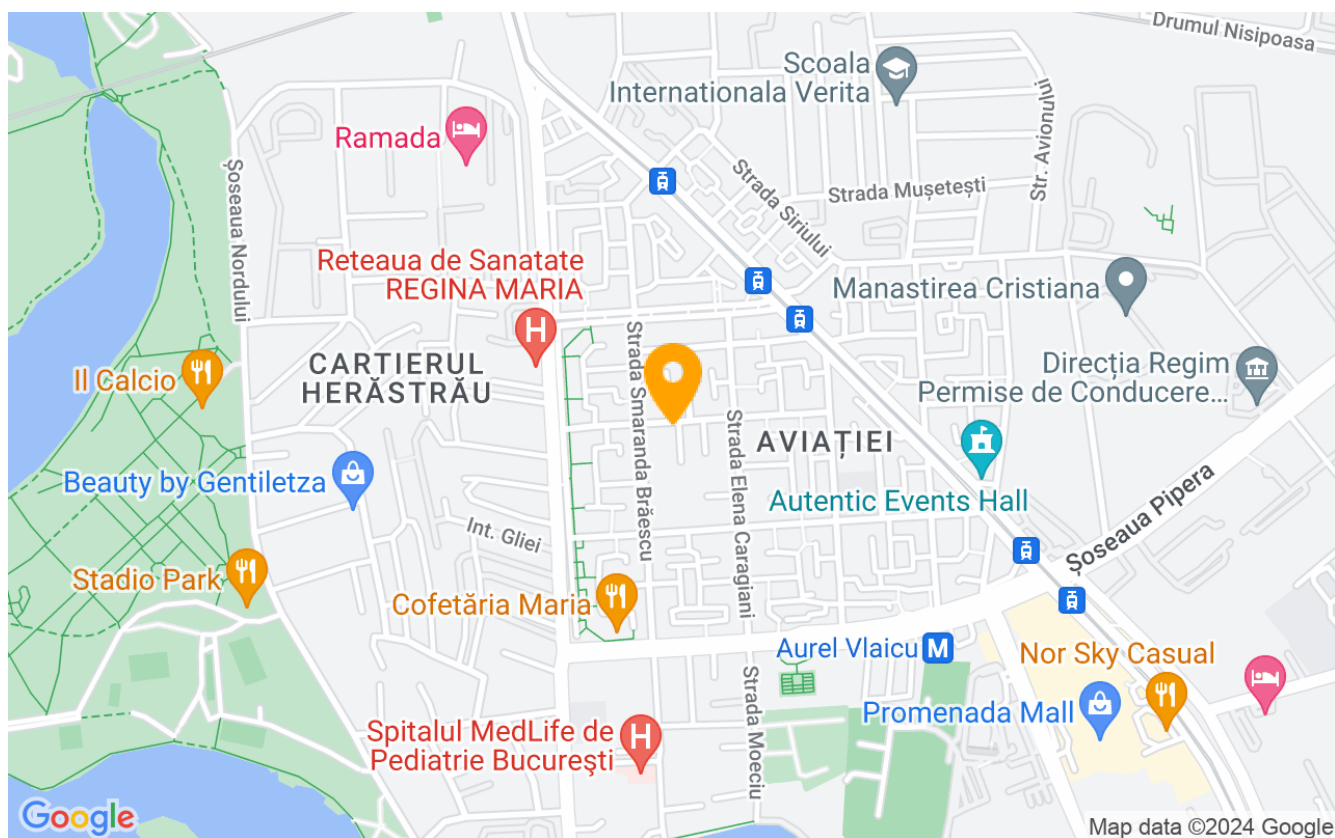 Drumul Nisipoasa
Scoala
Internationala Verita
Ramada
Strada Siriului
Strada Mușetești
Str. Avionului
Șoseaua Nordului
Reteaua de Sanatate
REGINA MARIA
H
Manastirea Cristiana
CARTIERUL
HERĂSTRĂU
Il Calcio
Strada Smaranda Brăescu
Direcția Regim
Permise de Conducere...
Strada Elena Caragiani
AVIAȚIEI
Beauty by Gentiletza
Autentic Events Hall
Int. Gliei
Șoseaua Pipera
Stadio Park
Cofetăria Maria
Aurel Vlaicu M
Nor Sky Casual
Strada Moeciu
Promenada Mall
Spitalul MedLife de
Pediatrie Bucureşti
H
Google
Map data ©2024 Google